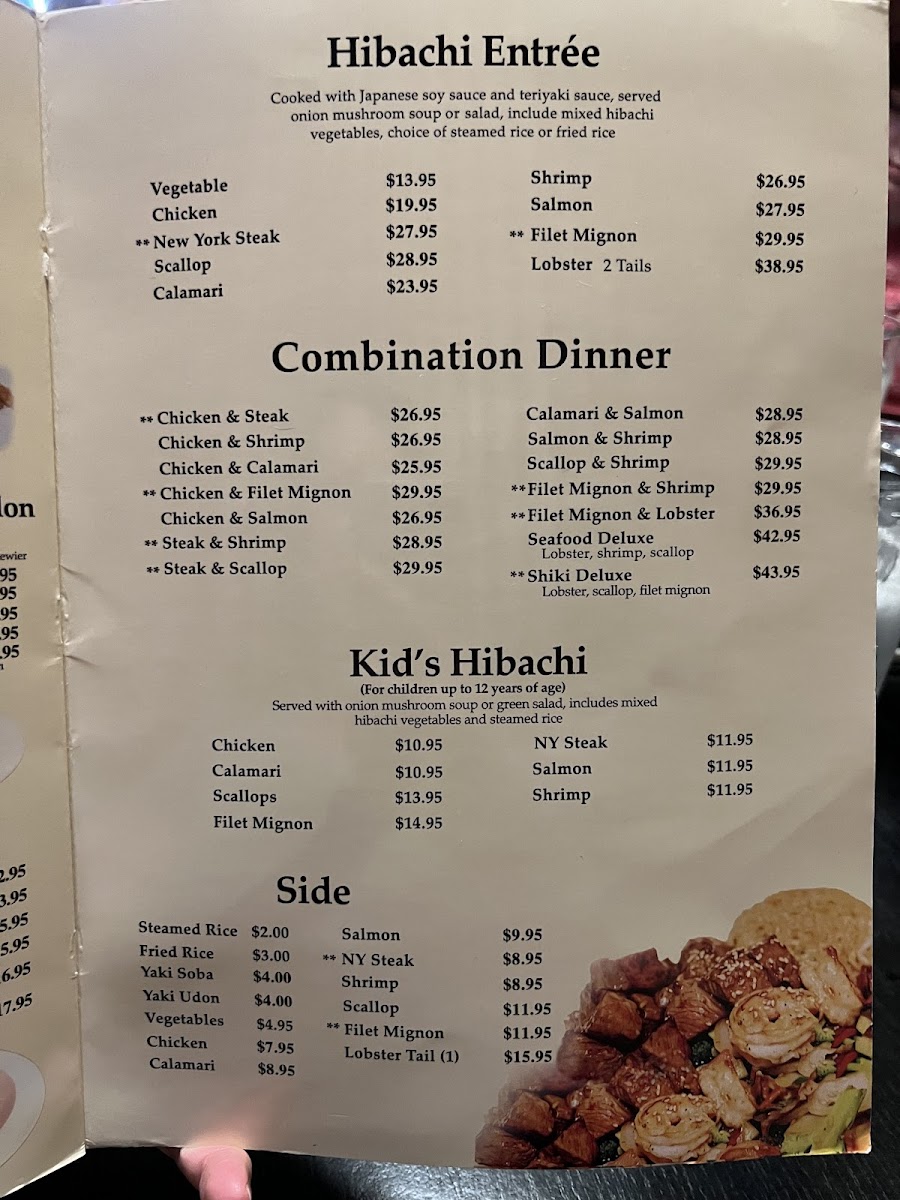 Hibachi Entrée
Cooked with Japanese soy sauce and teriyaki sauce, served
onion mushroom soup or salad, include mixed hibachi
vegetables, choice of steamed rice or fried rice
Vegetable $13.95
Chicken $19.95
** New York Steak $27.95
Scallop $28.95
Calamari $23.95
Shrimp $26.95
Salmon $27.95
** Filet Mignon $29.95
Lobster 2 Tails $38.95
Combination Dinner
** Chicken & Steak $26.95
Chicken & Shrimp $26.95
Chicken & Calamari $25.95
** Chicken & Filet Mignon $29.95
Chicken & Salmon $26.95
** Steak & Shrimp $28.95
** Steak & Scallop $29.95
Calamari & Salmon $28.95
Salmon & Shrimp $28.95
Scallop & Shrimp $29.95
**Filet Mignon & Shrimp $29.95
**Filet Mignon & Lobster $36.95
Seafood Deluxe $42.95
Lobster, shrimp, scallop
**Shiki Deluxe $43.95
Lobster, scallop, filet mignon
Kid's Hibachi
(For children up to 12 years of age)
Served with onion mushroom soup or green salad, includes mixed
hibachi vegetables and steamed rice
Chicken $10.95
Calamari $10.95
Scallops $13.95
Filet Mignon $14.95
NY Steak $11.95
Salmon $11.95
Shrimp $11.95
Side
Steamed Rice $2.00
Fried Rice $3.00
Yaki Soba $4.00
Yaki Udon $4.00
Vegetables $4.95
Chicken $7.95
Calamari $8.95
Salmon $9.95
** NY Steak $8.95
Shrimp $8.95
Scallop $11.95
** Filet Mignon $11.95
Lobster Tail (1) $15.95